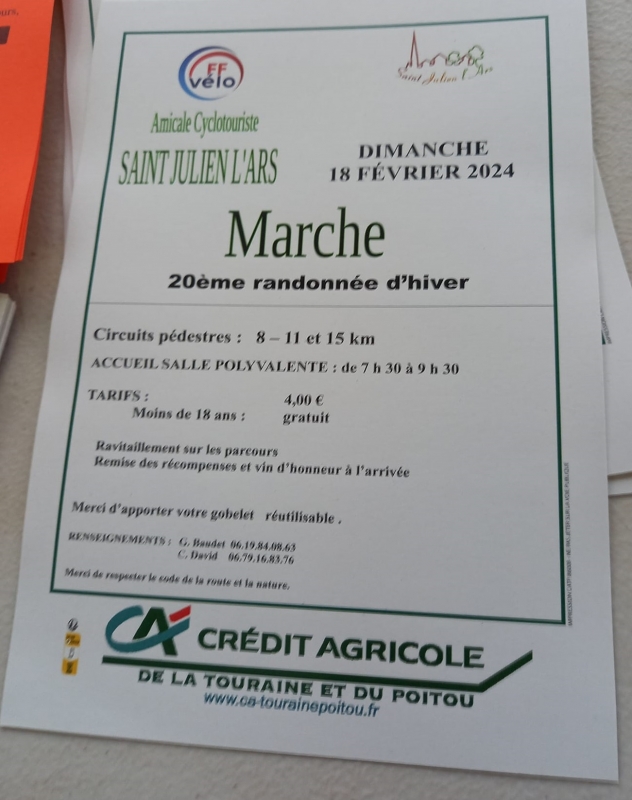 ours.
FF
vélo
Saint Julien l'Ars
Amicale Cyclotouriste
SAINT JULIEN L'ARS
DIMANCHE
18 FÉVRIER 2024
Marche
20ème randonnée d'hiver
Circuits pédestres : 8 – 11 et 15 km
ACCUEIL SALLE POLYVALENTE : de 7 h 30 à 9 h 30
TARIFS : 4,00 €
Moins de 18 ans : gratuit
Ravitaillement sur les parcours
Remise des récompenses et vin d'honneur à l'arrivée
Merci d'apporter votre gobelet réutilisable .
RENSEIGNEMENTS : G. Baudet 06.19.84.08.63
C. David 06.79.16.83.76
Merci de respecter le code de la route et la nature.
CA CRÉDIT AGRICOLE
DE LA TOURAINE ET DU POITOU
www.ca-tourainepoitou.fr